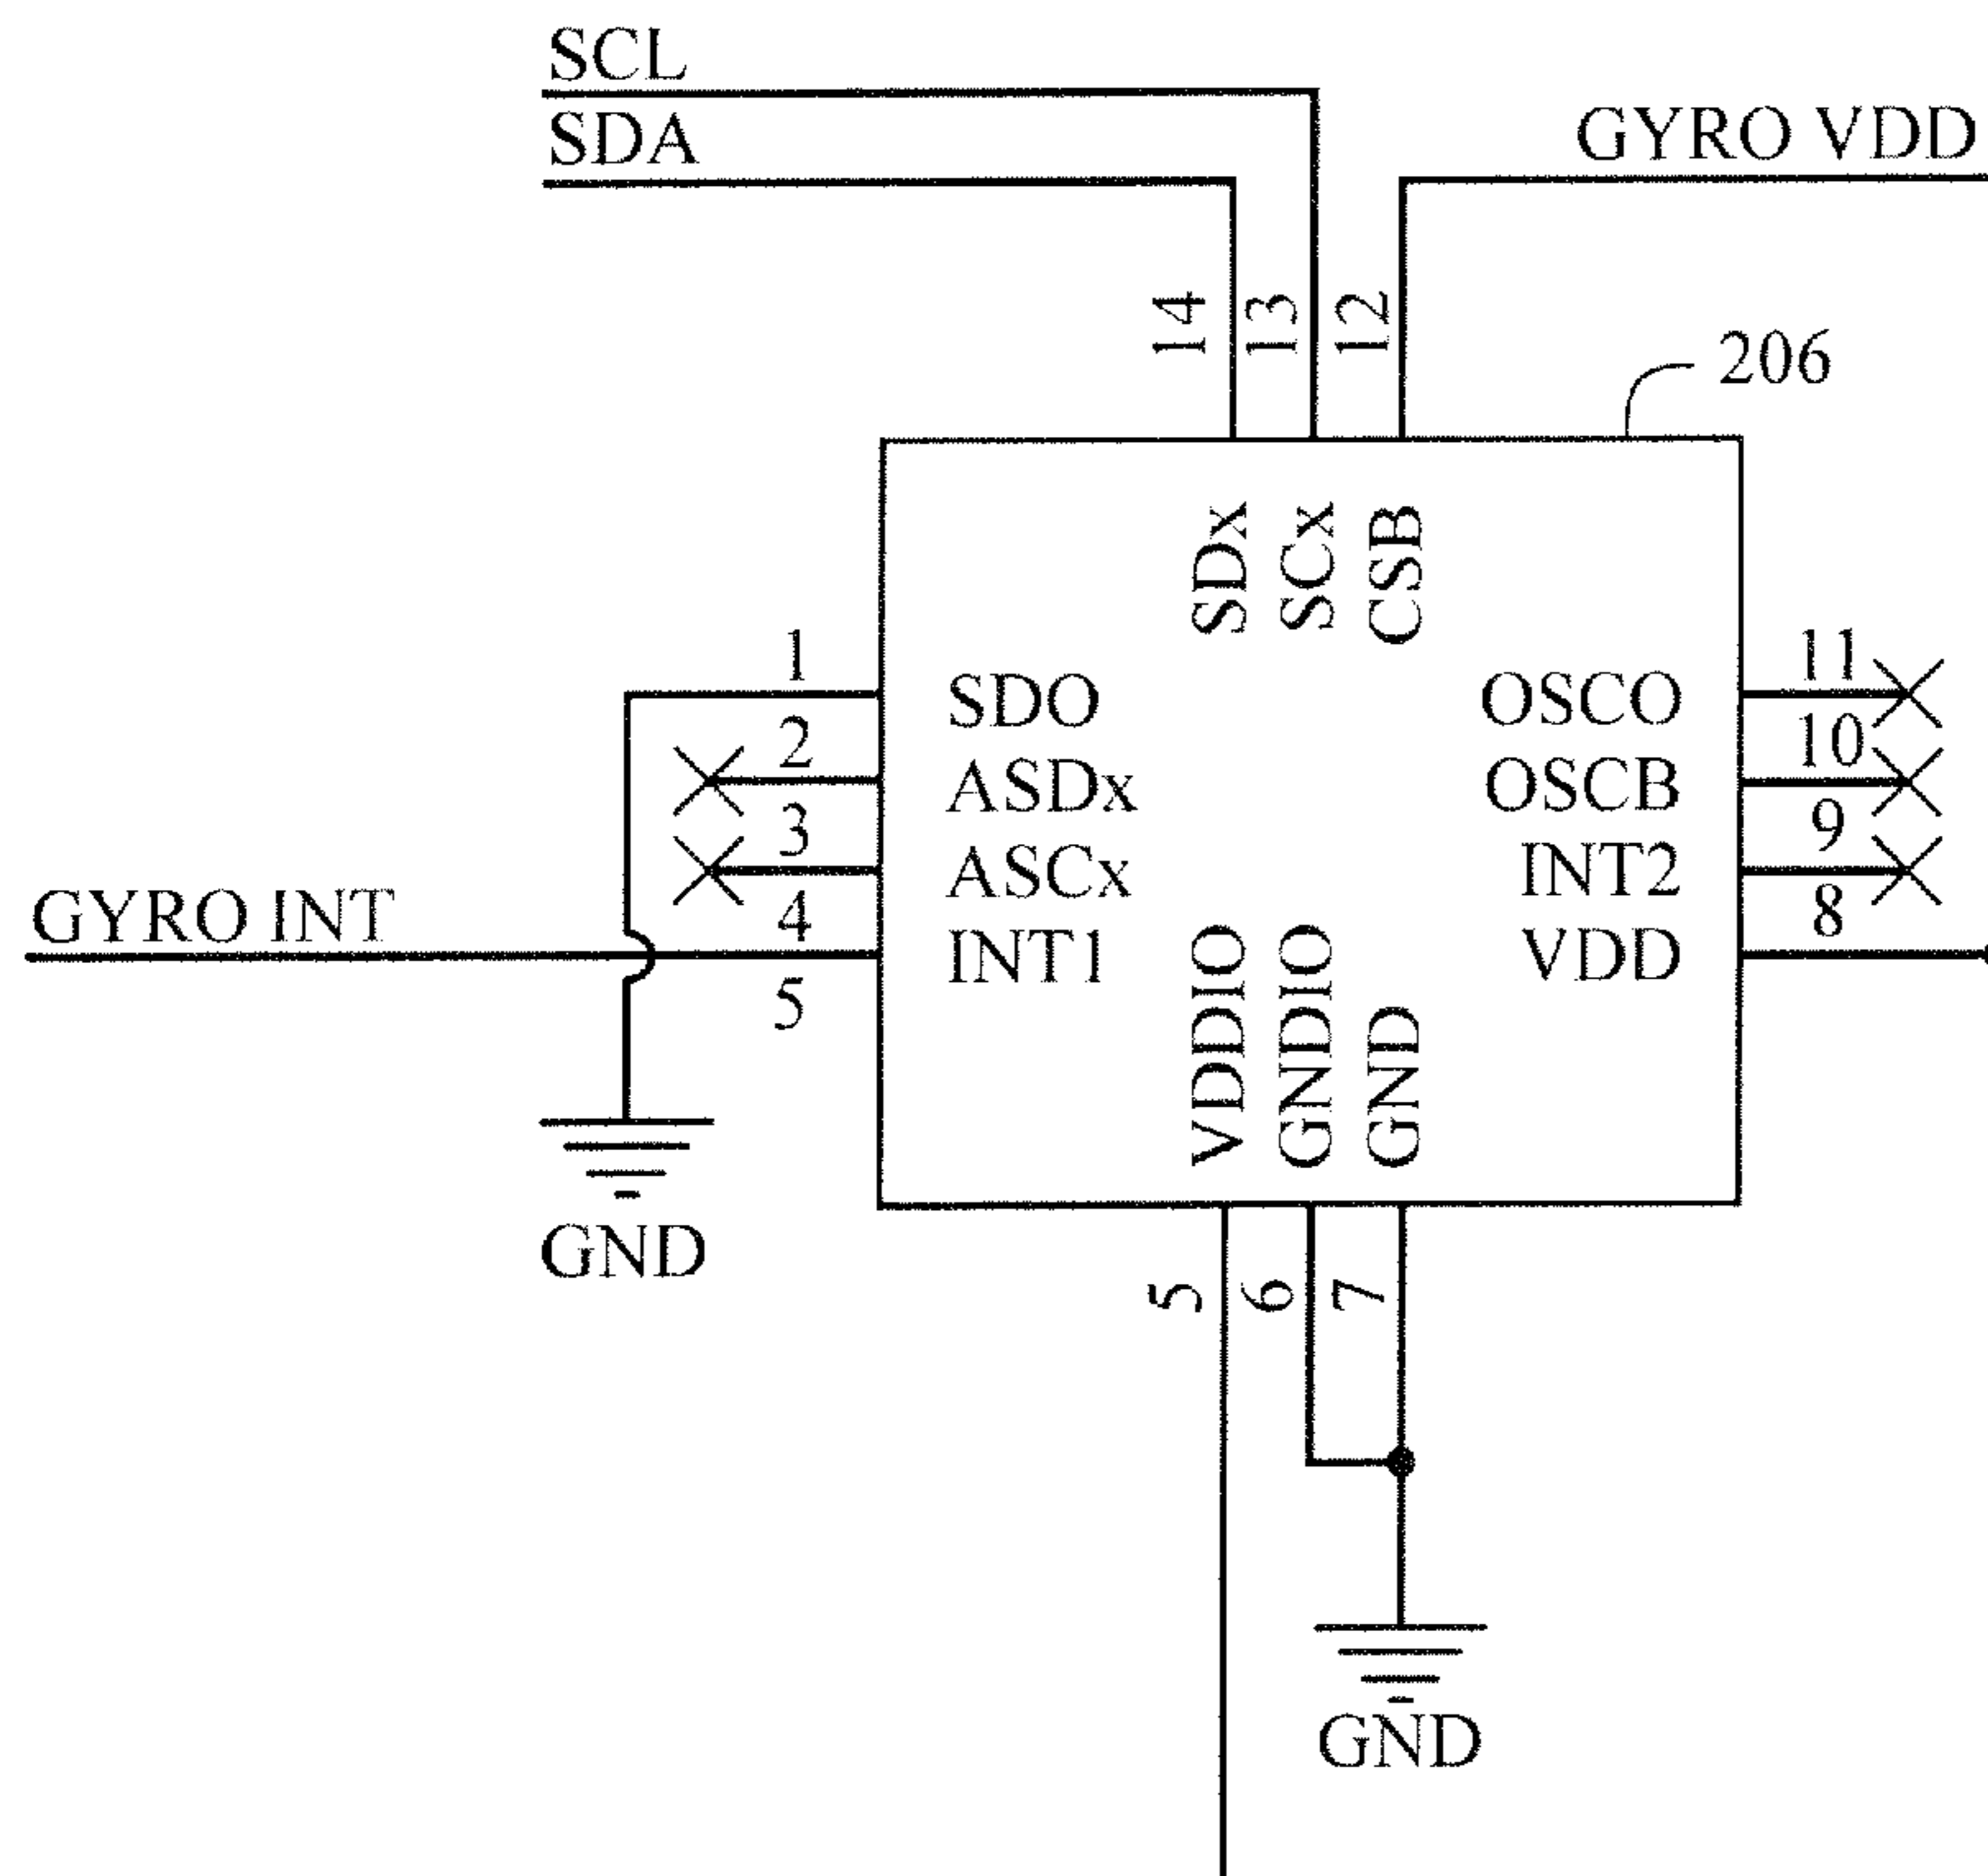 SCL
SDA
GYRO VDD
14
13
12
206
SDx
SCx
CSB
1
SDO
OSCO
11
2
ASDx
OSCB
10
3
ASCx
INT2
9
GYRO INT
4
INT1
VDD
8
5
VDDIO
GNDIO
GND
GND
5
6
7
GND